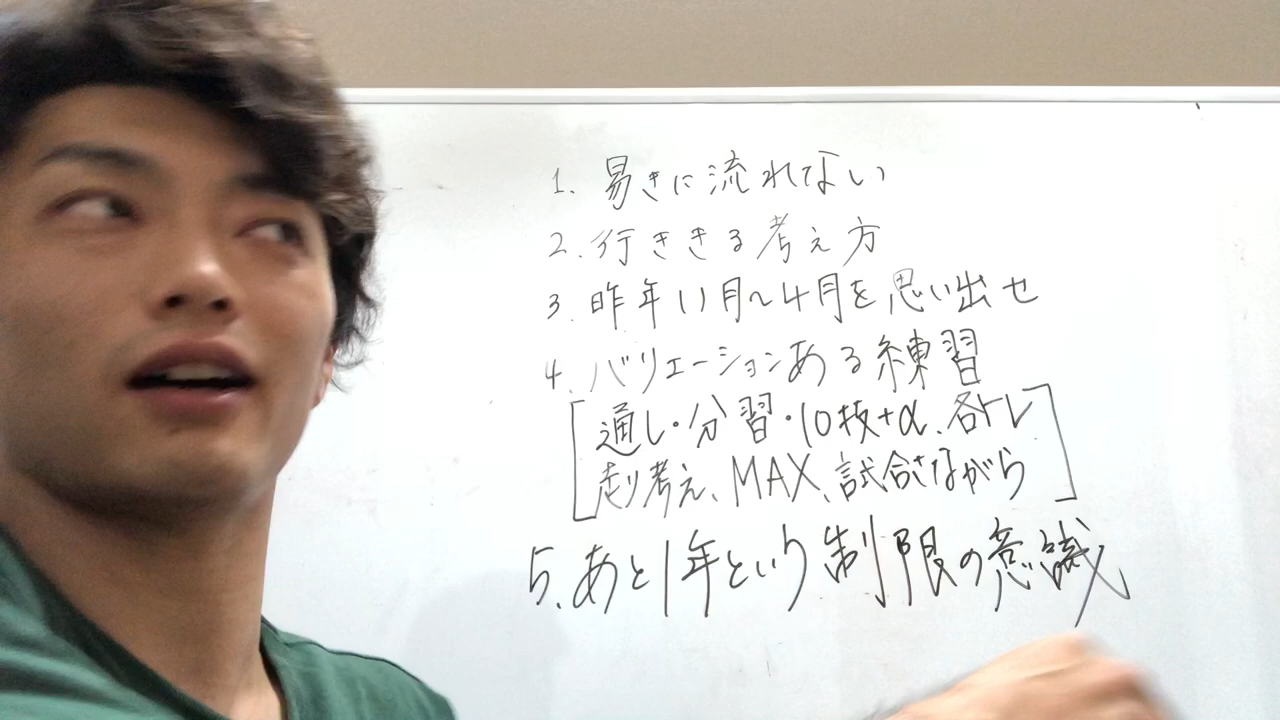 1. 易きに流れない
2. 行ききる考え方
3. 昨年11月〜4月を思い出せ
4. バリエーションある練習
[通し・分習・10抜+α、各トレ
走り考え、MAX、試合さながら]
5. あと1年という制限の意識